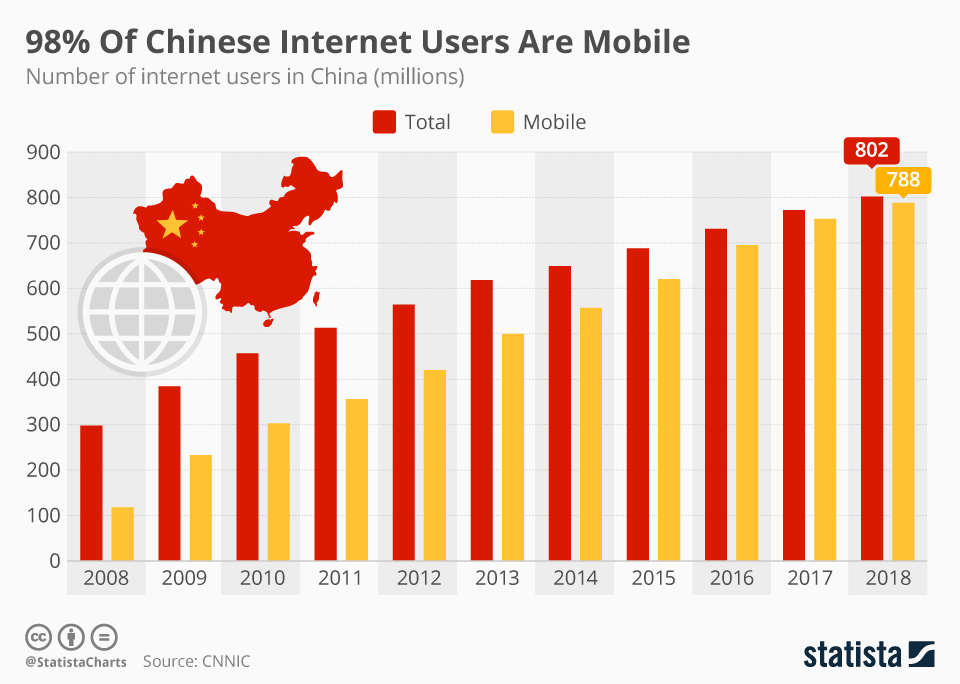 98% Of Chinese Internet Users Are Mobile
Number of internet users in China (millions)
Total Mobile
900
802
788
800
700
600
500
400
300
200
100
0
2008 2009 2010 2011 2012 2013 2014 2015 2016 2017 2018
cc
@StatistaCharts Source: CNNIC
statista